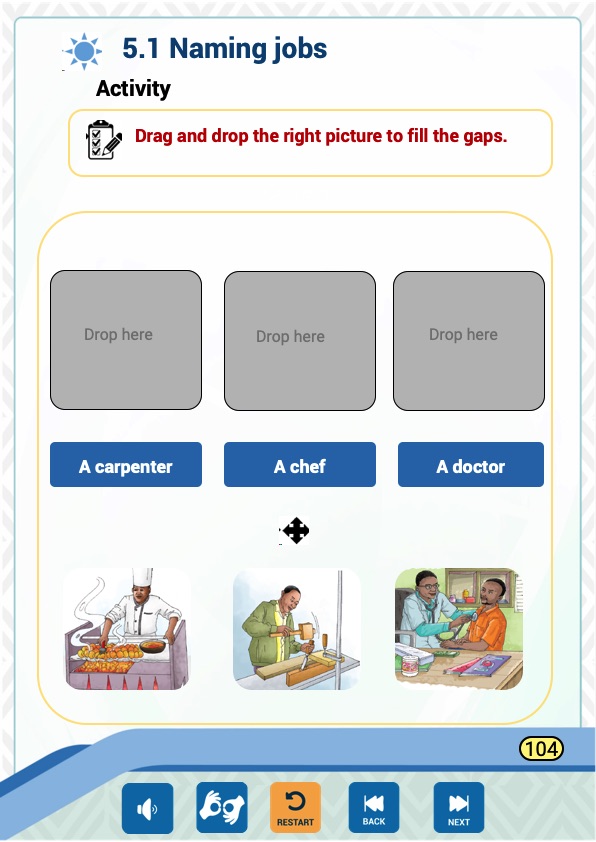 5.1 Naming jobs
Activity
Drag and drop the right picture to fill the gaps.
Drop here
Drop here
Drop here
A carpenter
A chef
A doctor
104
RESTART
BACK
NEXT